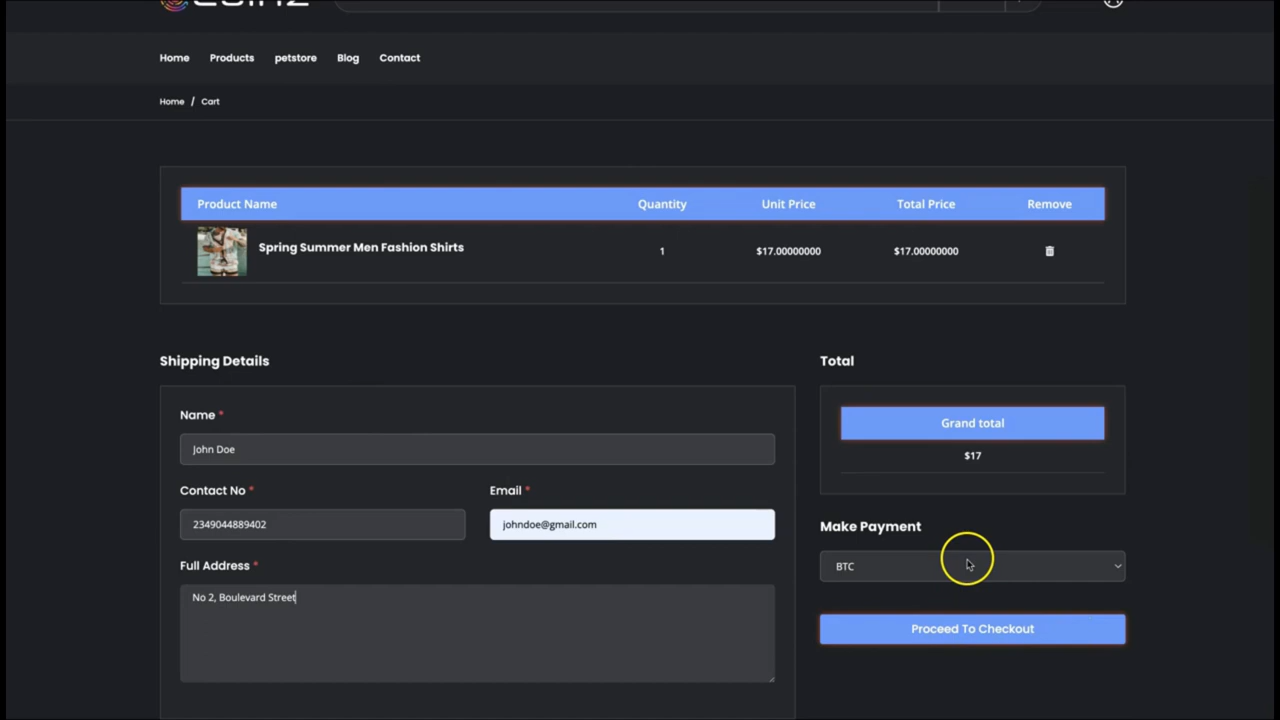 Home Products petstore Blog Contact
Home / Cart
Product Name Quantity Unit Price Total Price Remove
Spring Summer Men Fashion Shirts 1 $17.00000000 $17.00000000
Shipping Details
Total
Name *
John Doe
Grand total
$17
Contact No * Email *
2349044889402 johndoe@gmail.com
Make Payment
BTC
Full Address *
No 2, Boulevard Street
Proceed To Checkout